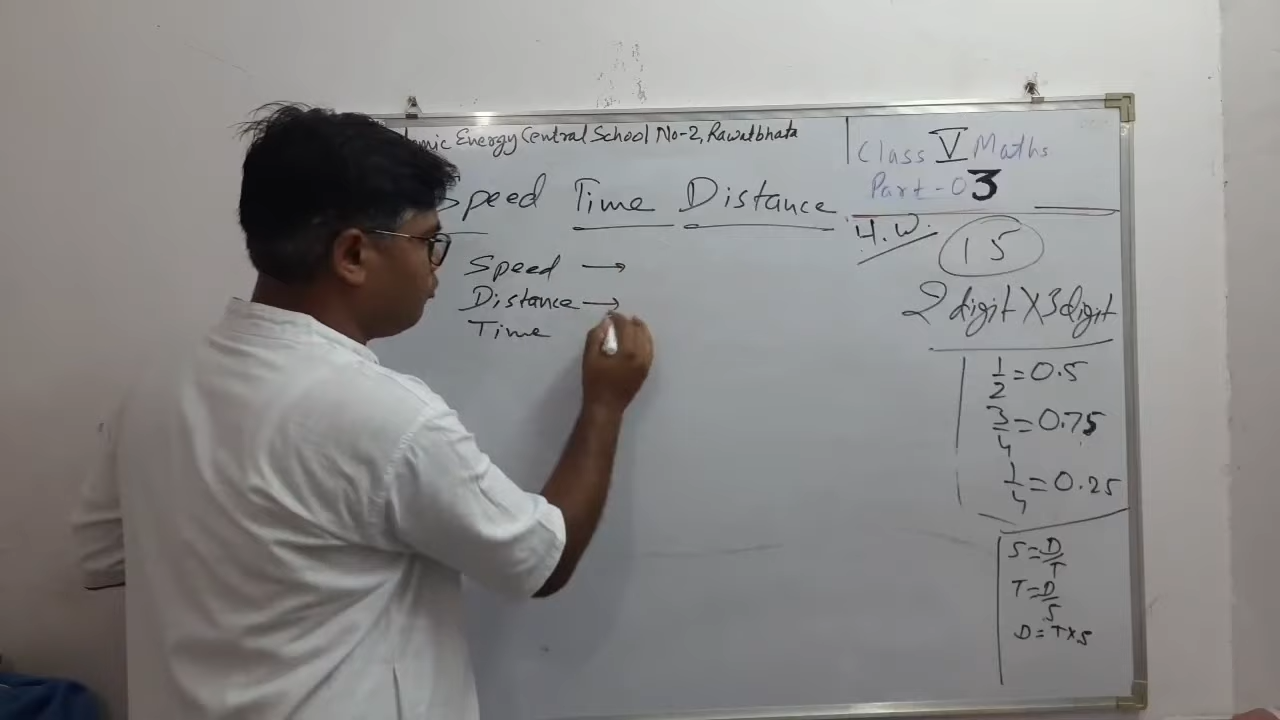 Energy Central School No-2, Rawatbhata
Class V Maths
Part-03
Speed Time Distance
Speed →
Distance →
Time
H.W.
15
2 digit X 3 digit
1/2 = 0.5
3/4 = 0.75
1/4 = 0.25
S = D/T
T = D/S
D = T×S